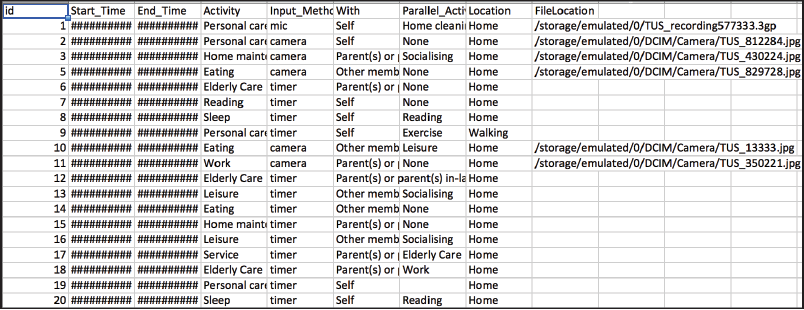 id Start_Time End_Time Activity Input_Metho With Parallel_Activ Location FileLocation
1 ########## ########## Personal care mic Self Home cleani Home /storage/emulated/0/TUS_recording577333.3gp
2 ########## ########## Personal care camera Self None Home /storage/emulated/0/DCIM/Camera/TUS_812284.jpg
3 ########## ########## Home mainte camera Parent(s) or p Socialising Home /storage/emulated/0/DCIM/Camera/TUS_430224.jpg
5 ########## ########## Eating camera Other memb None Home /storage/emulated/0/DCIM/Camera/TUS_829728.jpg
6 ########## ########## Elderly Care timer Parent(s) or p None Home
7 ########## ########## Reading timer Self None Home
8 ########## ########## Sleep timer Self Reading Home
9 ########## ########## Personal care timer Self Exercise Walking
10 ########## ########## Eating camera Other memb Leisure Home /storage/emulated/0/DCIM/Camera/TUS_13333.jpg
11 ########## ########## Work camera Parent(s) or p None Home /storage/emulated/0/DCIM/Camera/TUS_350221.jpg
12 ########## ########## Elderly Care timer Parent(s) or parent(s) in-la Home
13 ########## ########## Leisure timer Other memb Socialising Home
14 ########## ########## Eating timer Other memb None Home
15 ########## ########## Home mainte timer Parent(s) or p None Home
16 ########## ########## Leisure timer Other memb Socialising Home
17 ########## ########## Service timer Parent(s) or p Elderly Care Home
18 ########## ########## Elderly Care timer Parent(s) or p Work Home
19 ########## ########## Personal care timer Self Home
20 ########## ########## Sleep timer Self Reading Home